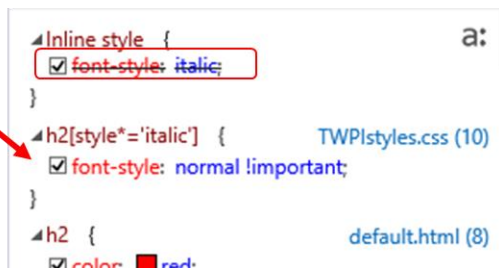 Inline style {
a:
font-style: italic;
}
h2[style*='italic'] { TWPIstyles.css (10)
font-style: normal !important;
}
h2 { default.html (8)
color: red;